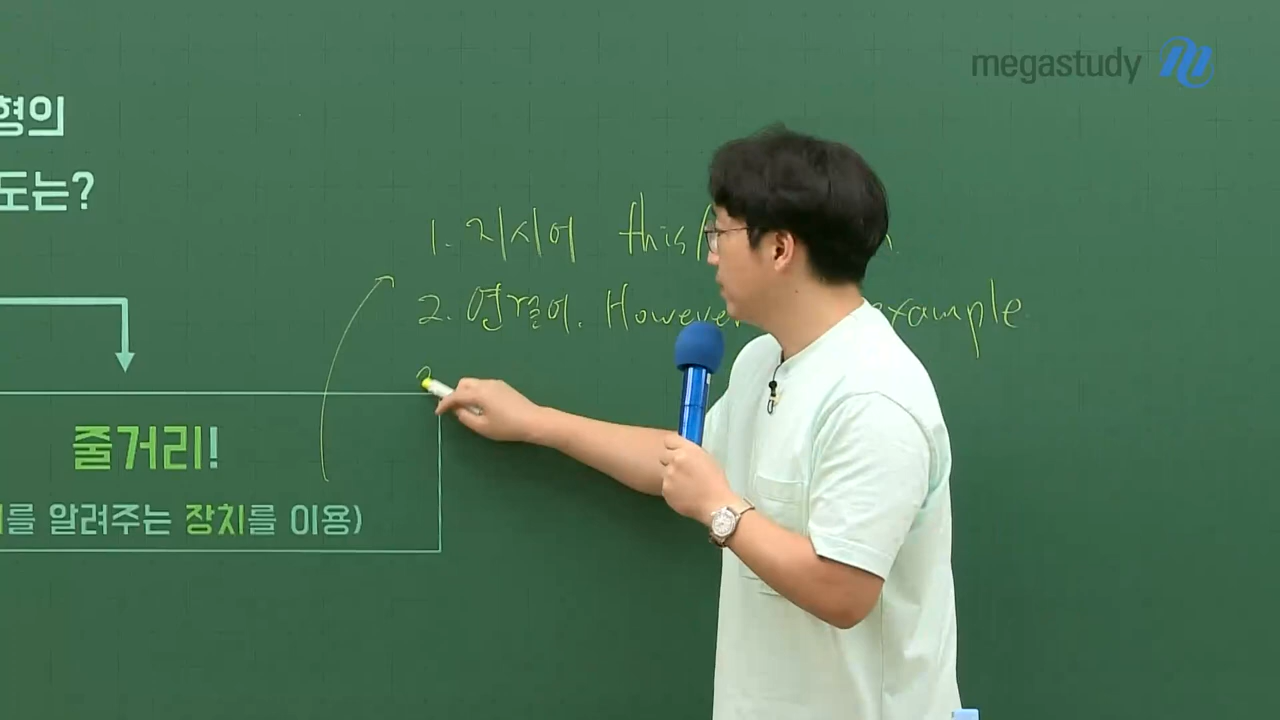 megastudy
형의
도는?
1. 지시어 this
2. 연결어. However example
줄거리!
를 알려주는 장치를 이용)